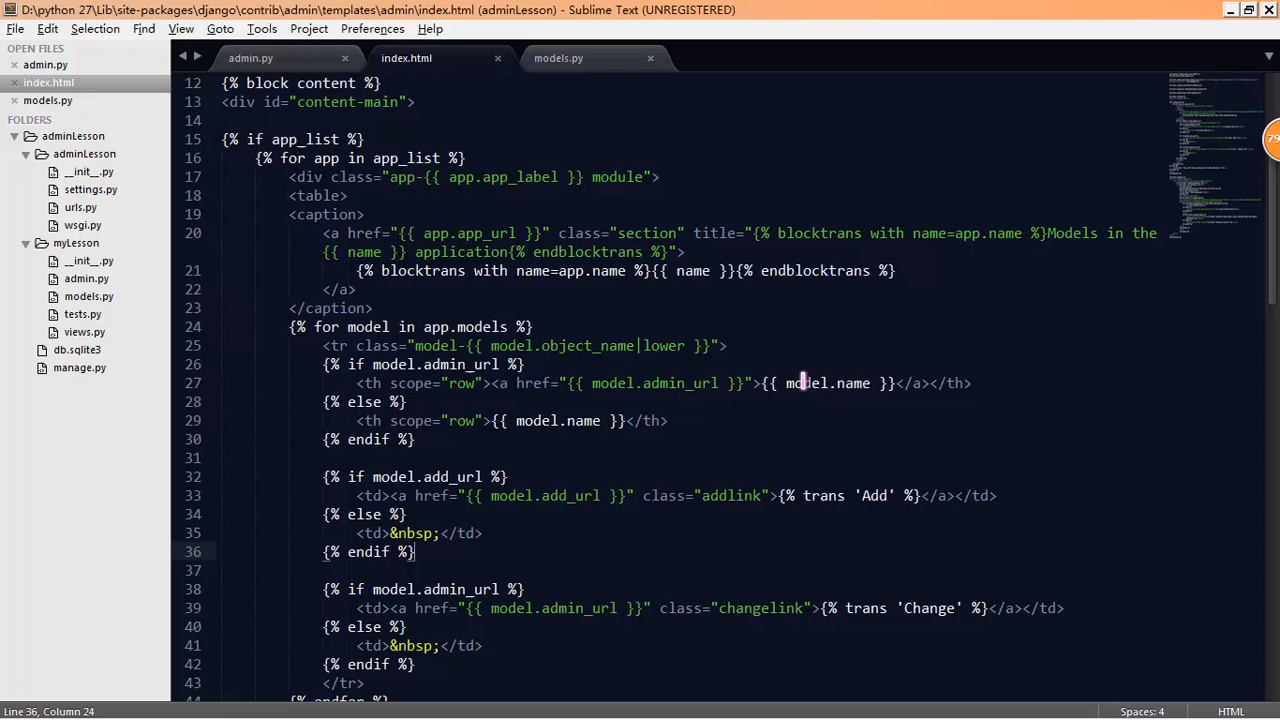 D:\python 27\Lib\site-packages\django\contrib\admin\templates\admin\index.html (adminLesson) - Sublime Text (UNREGISTERED)
File Edit Selection Find View Goto Tools Project Preferences Help
OPEN FILES
× admin.py
× index.html
× models.py
FOLDERS
adminLesson
adminLesson
__init__.py
settings.py
urls.py
wsgi.py
myLesson
__init__.py
admin.py
models.py
tests.py
views.py
db.sqlite3
manage.py
admin.py × index.html × models.py ×
12 {% block content %}
13 <div id="content-main">
14
15 {% if app_list %}
16 {% for app in app_list %}
17 <div class="app-{{ app.app_label }} module">
18 <table>
19 <caption>
20 <a href="{{ app.app_url }}" class="section" title="{% blocktrans with name=app.name %}Models in the
{{ name }} application{% endblocktrans %}">
21 {% blocktrans with name=app.name %}{{ name }}{% endblocktrans %}
22 </a>
23 </caption>
24 {% for model in app.models %}
25 <tr class="model-{{ model.object_name|lower }}">
26 {% if model.admin_url %}
27 <th scope="row"><a href="{{ model.admin_url }}">{{ model.name }}</a></th>
28 {% else %}
29 <th scope="row">{{ model.name }}</th>
30 {% endif %}
31
32 {% if model.add_url %}
33 <td><a href="{{ model.add_url }}" class="addlink">{% trans 'Add' %}</a></td>
34 {% else %}
35 <td>&nbsp;</td>
36 {% endif %}
37
38 {% if model.admin_url %}
39 <td><a href="{{ model.admin_url }}" class="changelink">{% trans 'Change' %}</a></td>
40 {% else %}
41 <td>&nbsp;</td>
42 {% endif %}
43 </tr>
44 {% endfor %}
79
Line 36, Column 24 Spaces: 4 HTML